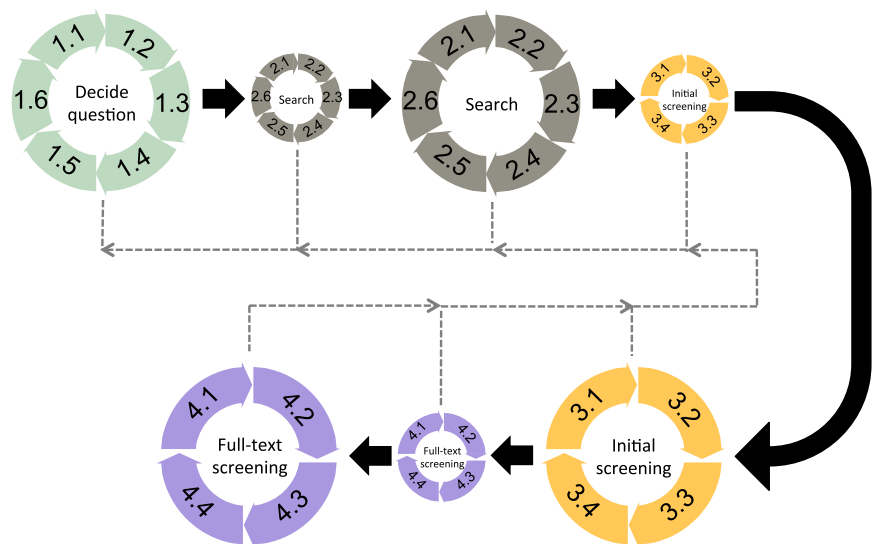 1.1
1.2
1.3
1.4
1.5
1.6
Decide
question
2.1
2.2
2.3
2.4
2.5
2.6
Search
2.1
2.2
2.3
2.4
2.5
2.6
Search
3.1
3.2
3.3
3.4
Initial
screening
4.1
4.2
4.3
4.4
Full-text
screening
4.1
4.2
4.3
4.4
Full-text
screening
3.1
3.2
3.3
3.4
Initial
screening